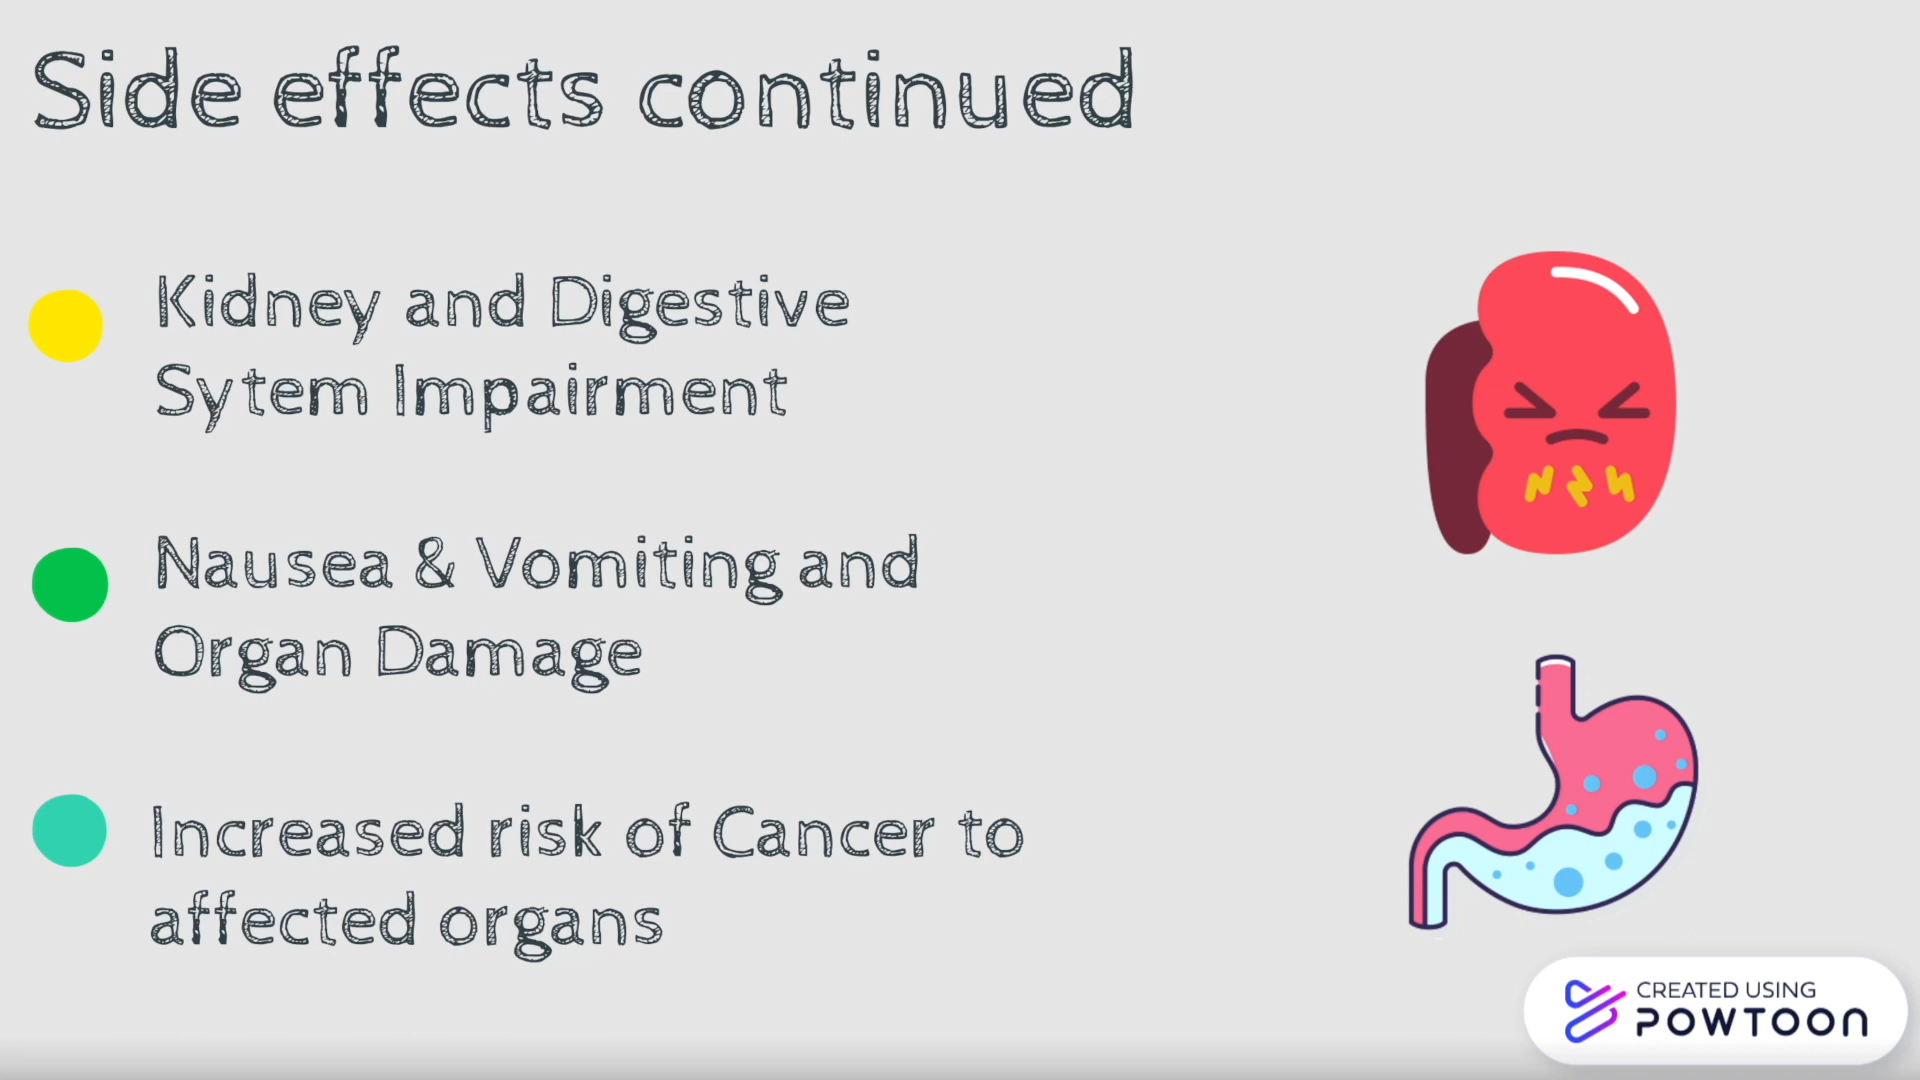 Side effects continued
Kidney and Digestive
Sytem Impairment
Nausea & Vomiting and
Organ Damage
Increased risk of Cancer to
affected organs
CREATED USING
POWTOON